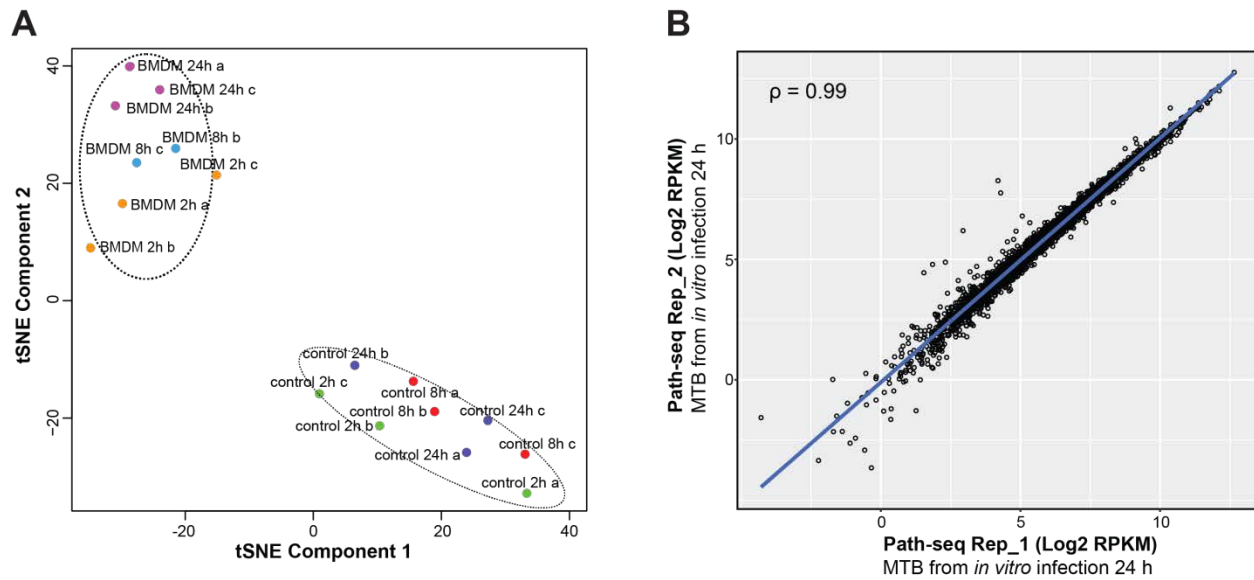 A
tSNE Component 2
40
20
0
-20
BMDM 24h a
BMDM 24h c
BMDM 24h b
BMDM 8h b
BMDM 8h c
BMDM 2h c
BMDM 2h a
BMDM 2h b
control 24h b
control 2h c
control 8h a
control 8h b
control 24h c
control 2h b
control 8h c
control 24h a
control 2h a
-20
0
20
40
tSNE Component 1
B
Path-seq Rep_2 (Log2 RPKM)
MTB from in vitro infection 24 h
ρ = 0.99
10
5
0
0
5
10
Path-seq Rep_1 (Log2 RPKM)
MTB from in vitro infection 24 h